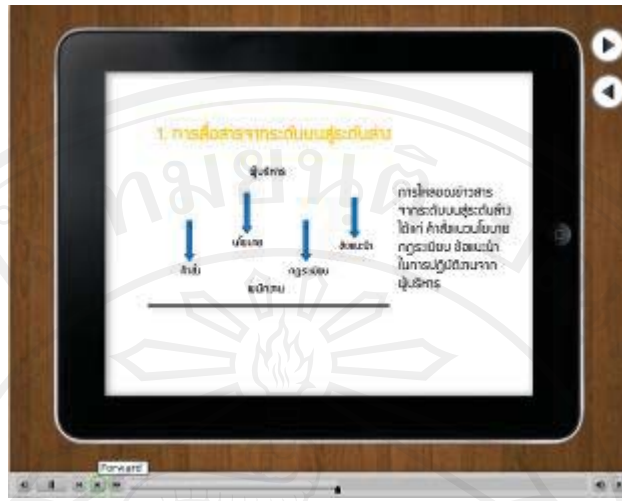 1. การสื่อสารจากระดับบนสู่ระดับล่าง
ผู้บริหาร
คำสั่ง
นโยบาย
กฎระเบียบ
ข้อแนะนำ
พนักงาน
การไหลของข่าวสาร
จากระดับบนสู่ระดับล่าง
ได้แก่ คำสั่งแนวนโยบาย
กฎระเบียบ ข้อแนะนำ
ในการปฏิบัติงานจาก
ผู้บริหาร
Forward